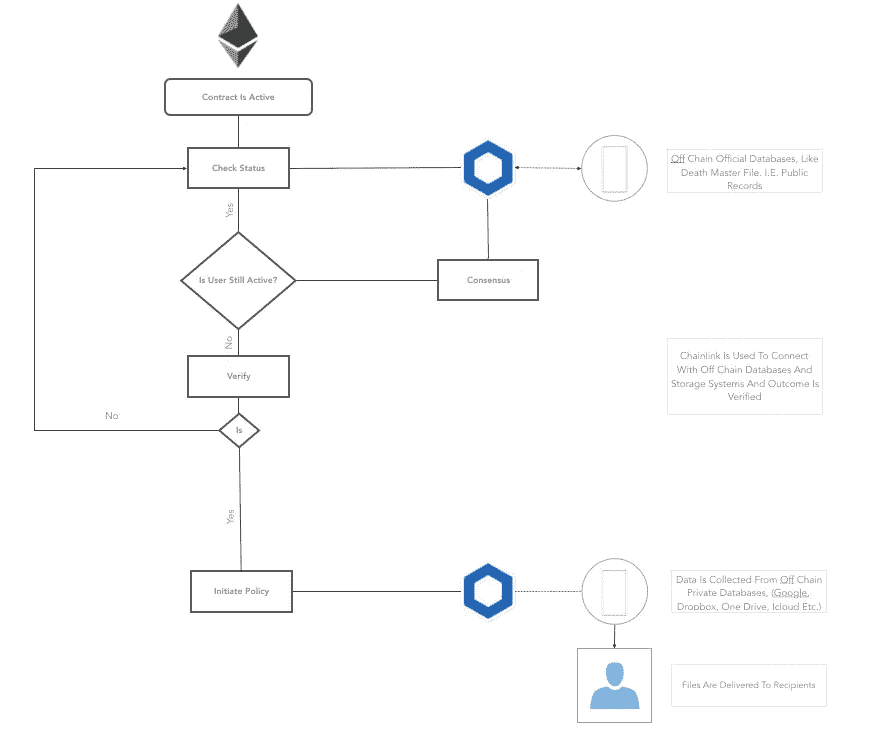 Contract Is Active
Check Status
Off Chain Official Databases, Like
Death Master File. I.E. Public
Records
Yes
Is User Still Active?
Consensus
No
Verify
Chainlink Is Used To Connect
With Off Chain Databases And
Storage Systems And Outcome Is
Verified
No
Is
Yes
Initiate Policy
Data Is Collected From Off Chain
Private Databases, (Google,
Dropbox, One Drive, Icloud Etc.)
Files Are Delivered To Recipients